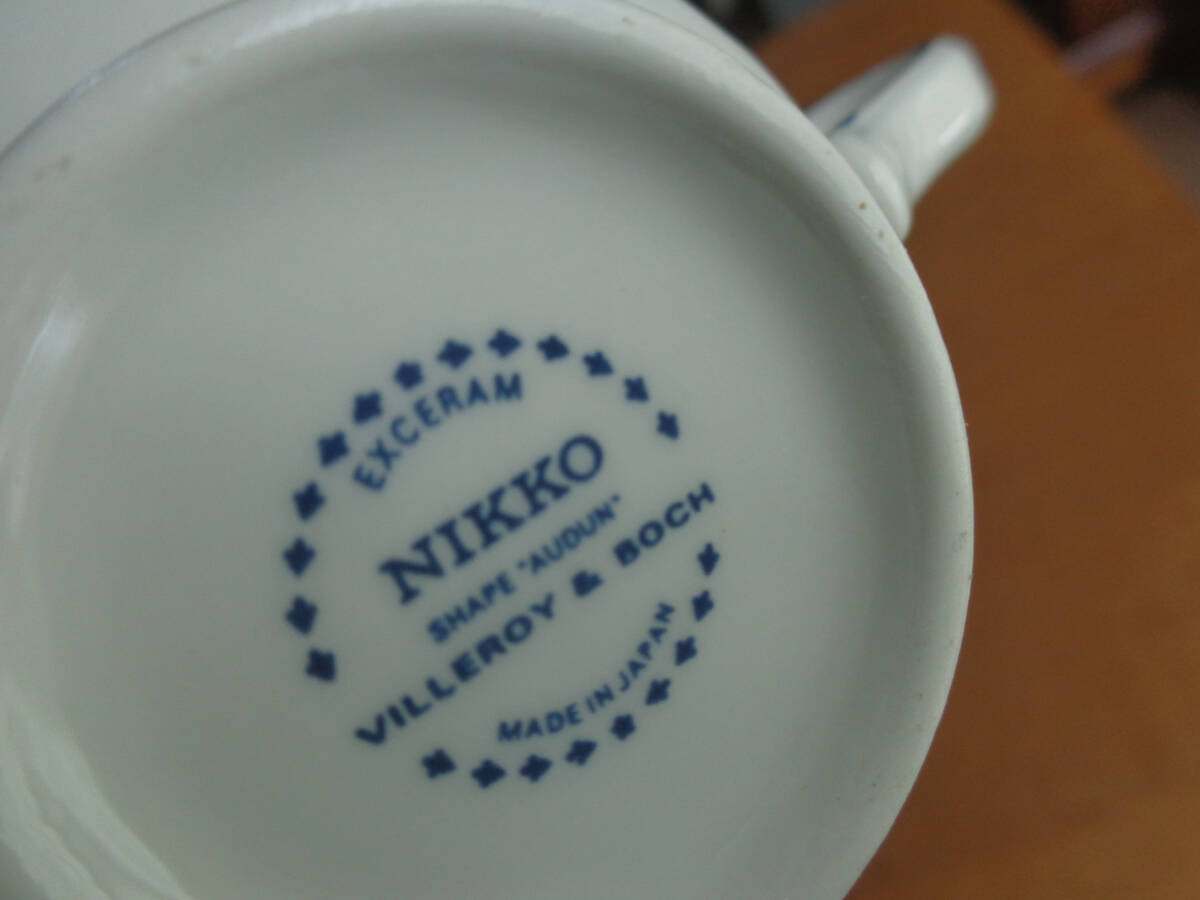 EXCERAM
NIKKO
SHAPE "AUDUN"
VILLEROY & BOCH
MADE IN JAPAN